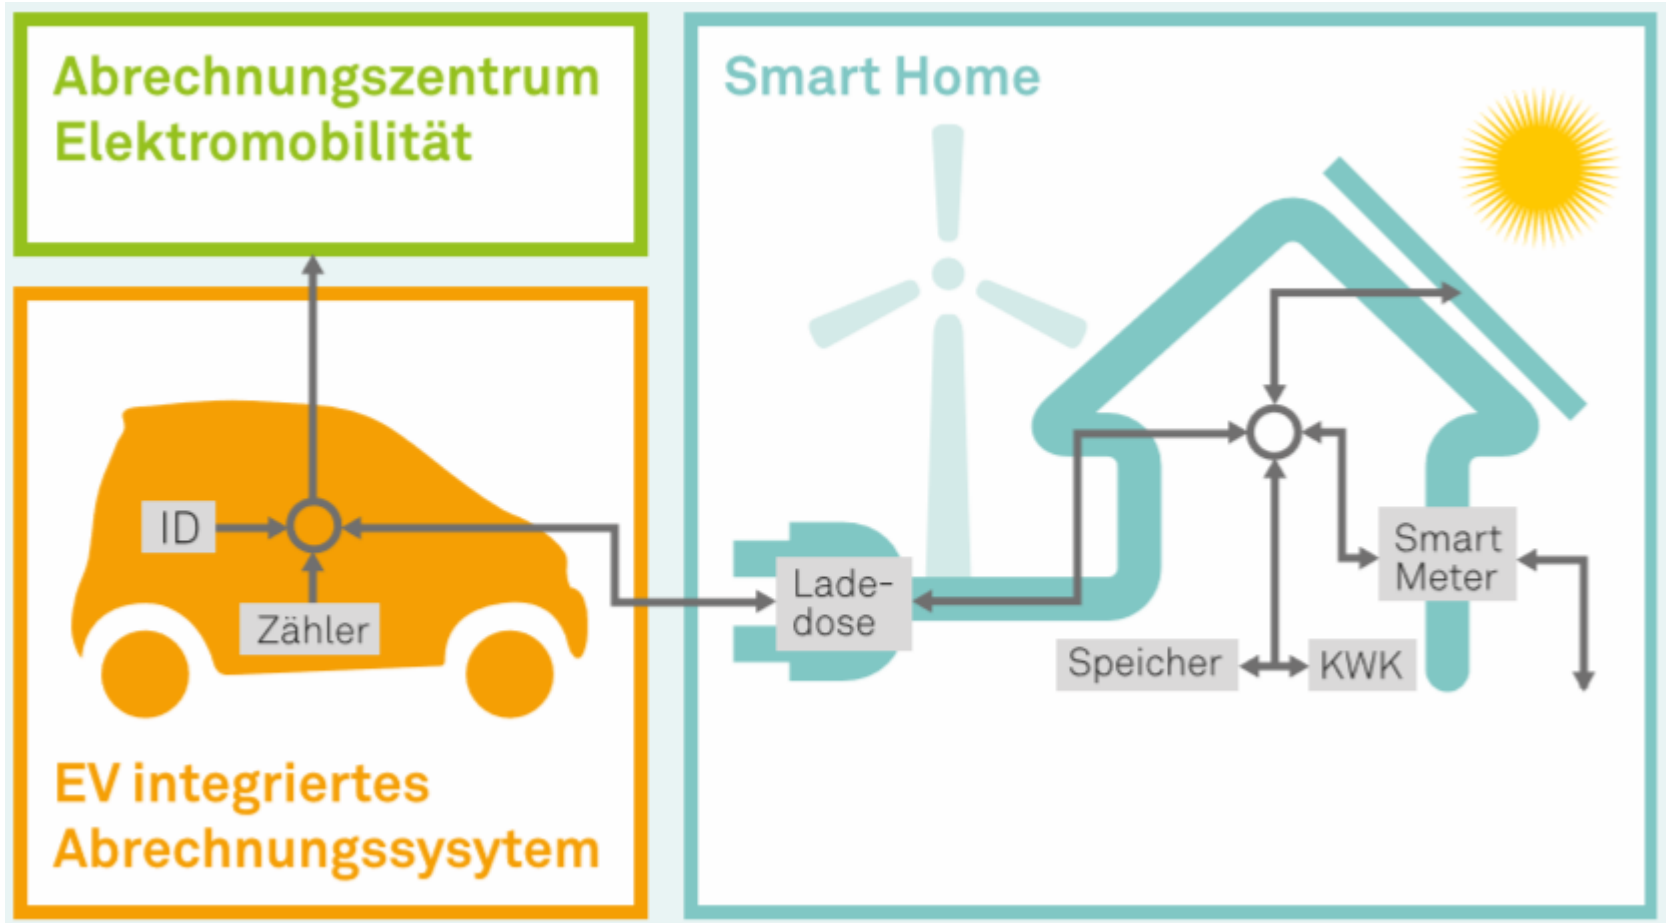 Abrechnungszentrum
Elektromobilität
Smart Home
ID
Zähler
EV integriertes
Abrechnungssysytem
Lade-
dose
Speicher
KWK
Smart
Meter